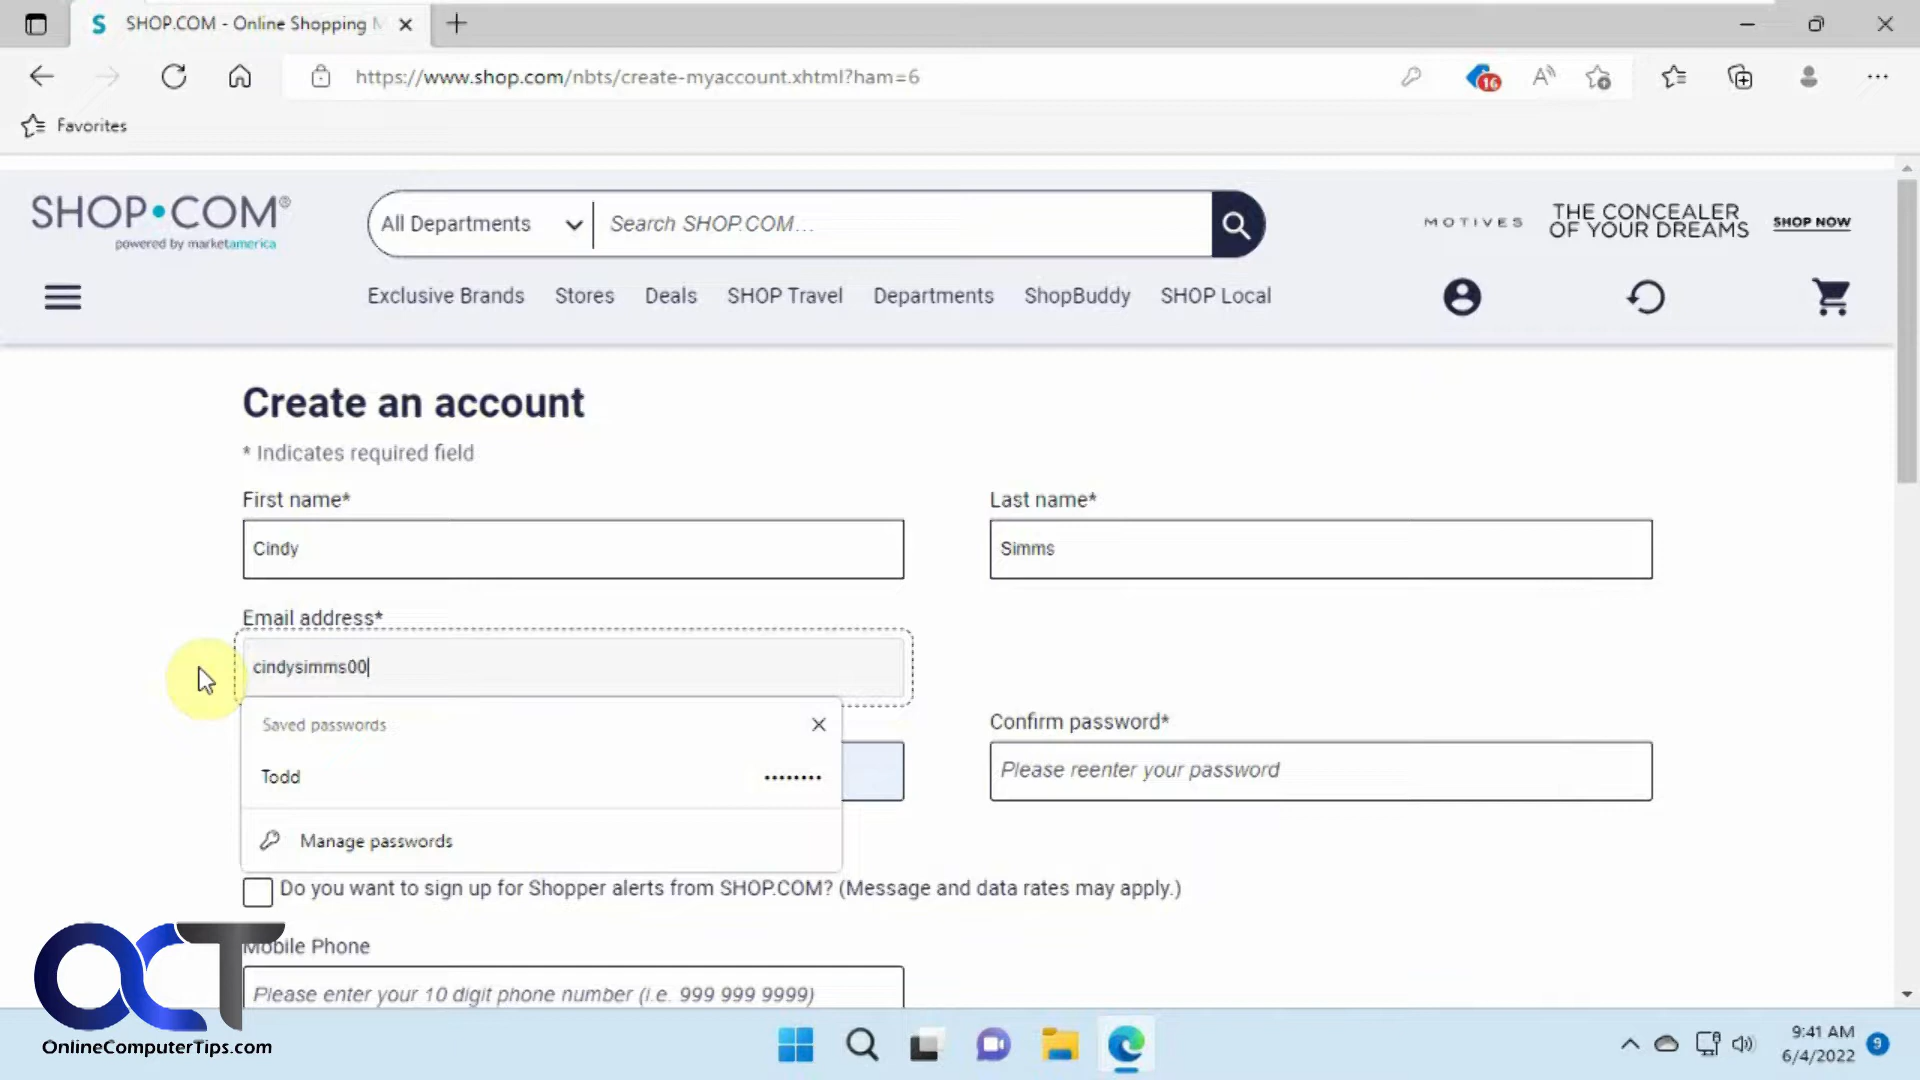 SHOP.COM - Online Shopping M
https://www.shop.com/nbts/create-myaccount.xhtml?ham=6
16
Favorites
SHOP•COM®
powered by marketamerica
All Departments
Search SHOP.COM...
MOTIVES
THE CONCEALER
OF YOUR DREAMS
SHOP NOW
Exclusive Brands
Stores
Deals
SHOP Travel
Departments
ShopBuddy
SHOP Local
Create an account
* Indicates required field
First name*
Last name*
Cindy
Simms
Email address*
cindysimms00
Saved passwords
Confirm password*
Todd
••••••••
Please reenter your password
Manage passwords
Do you want to sign up for Shopper alerts from SHOP.COM? (Message and data rates may apply.)
Mobile Phone
Please enter your 10 digit phone number (i.e. 999 999 9999)
OCT
OnlineComputerTips.com
9:41 AM
6/4/2022
9